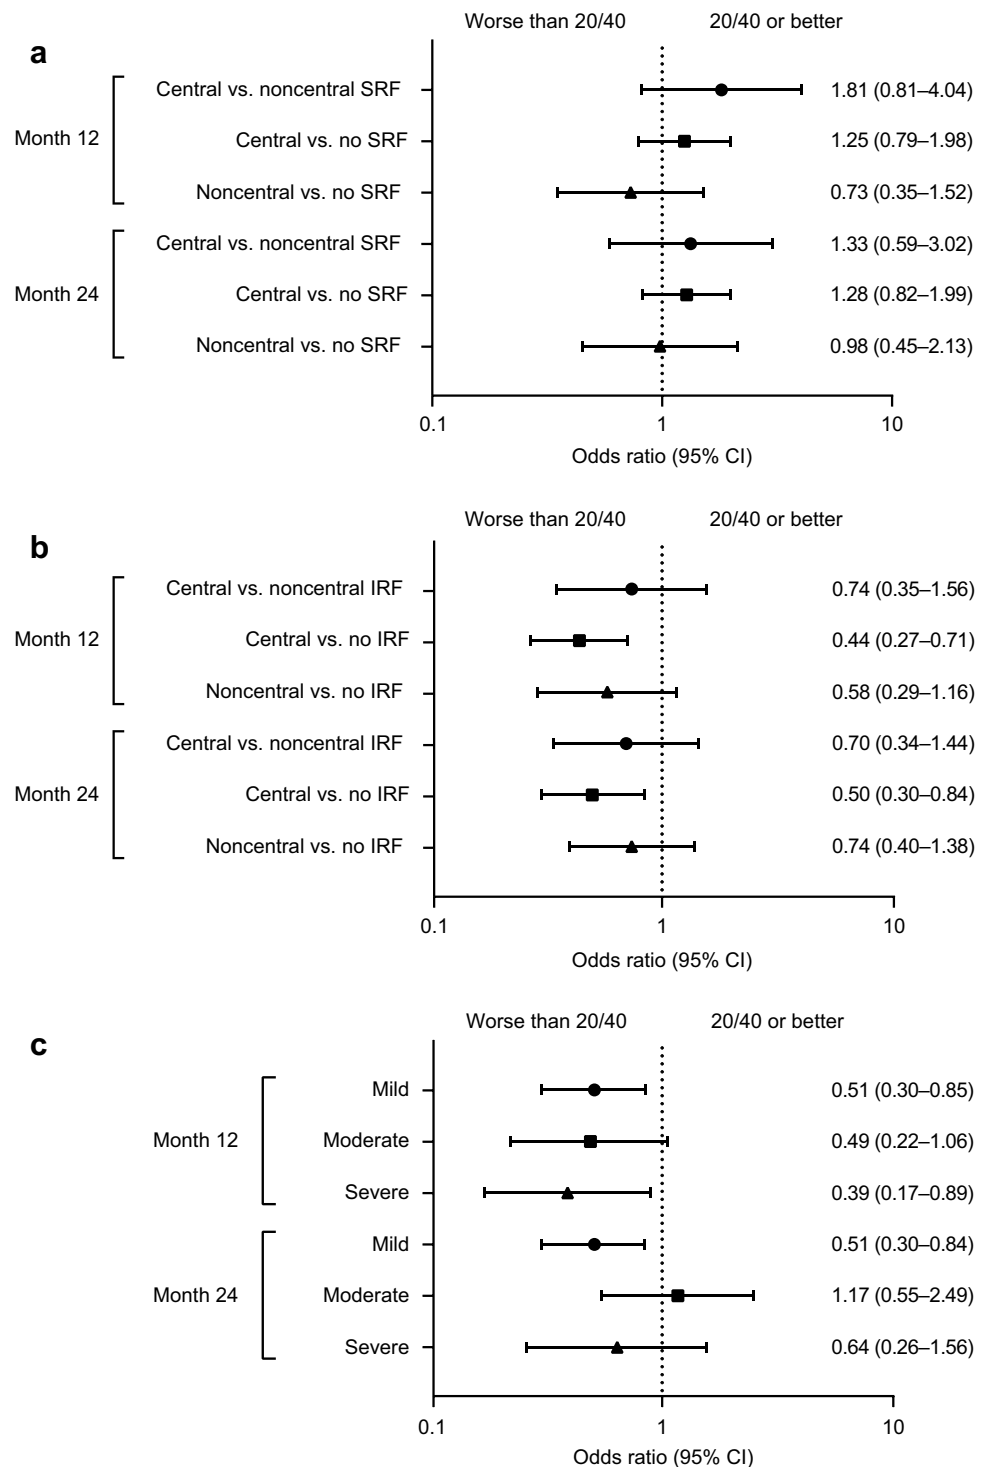 Worse than 20/40 20/40 or better
a
Central vs. noncentral SRF 1.81 (0.81–4.04)
Month 12 Central vs. no SRF 1.25 (0.79–1.98)
Noncentral vs. no SRF 0.73 (0.35–1.52)
Central vs. noncentral SRF 1.33 (0.59–3.02)
Month 24 Central vs. no SRF 1.28 (0.82–1.99)
Noncentral vs. no SRF 0.98 (0.45–2.13)
0.1 1 10
Odds ratio (95% CI)
Worse than 20/40 20/40 or better
b
Central vs. noncentral IRF 0.74 (0.35–1.56)
Month 12 Central vs. no IRF 0.44 (0.27–0.71)
Noncentral vs. no IRF 0.58 (0.29–1.16)
Central vs. noncentral IRF 0.70 (0.34–1.44)
Month 24 Central vs. no IRF 0.50 (0.30–0.84)
Noncentral vs. no IRF 0.74 (0.40–1.38)
0.1 1 10
Odds ratio (95% CI)
Worse than 20/40 20/40 or better
c
Mild 0.51 (0.30–0.85)
Month 12 Moderate 0.49 (0.22–1.06)
Severe 0.39 (0.17–0.89)
Mild 0.51 (0.30–0.84)
Month 24 Moderate 1.17 (0.55–2.49)
Severe 0.64 (0.26–1.56)
0.1 1 10
Odds ratio (95% CI)